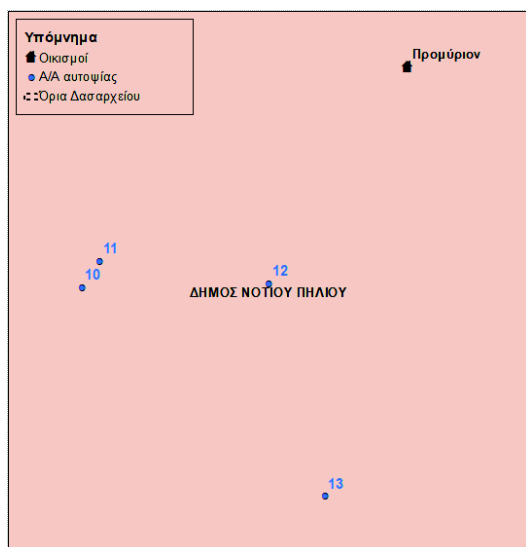 Υπόμνημα
Οικισμοί
Α/Α αυτοψίας
Όρια Δασαρχείου
Προμύριον
11
10
12
ΔΗΜΟΣ ΝΟΤΙΟΥ ΠΗΛΙΟΥ
13